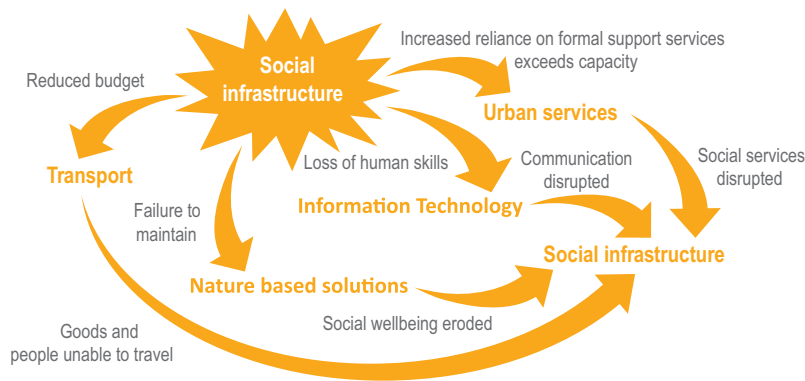 Increased reliance on formal support services
exceeds capacity
Social
infrastructure
Reduced budget
Urban services
Loss of human skills
Communication
disrupted
Social services
disrupted
Transport
Information Technology
Failure to
maintain
Social infrastructure
Nature based solutions
Social wellbeing eroded
Goods and
people unable to travel